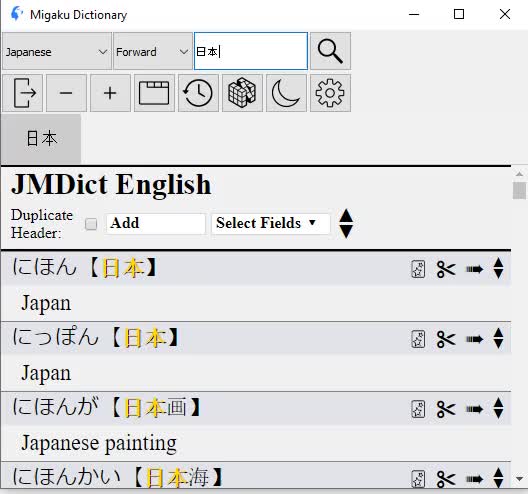 Migaku Dictionary
Japanese Forward 日本
日本
JMDict English
Duplicate Header: Add Select Fields ▼
にほん【日本】
Japan
にっぽん【日本】
Japan
にほんが【日本画】
Japanese painting
にほんかい【日本海】